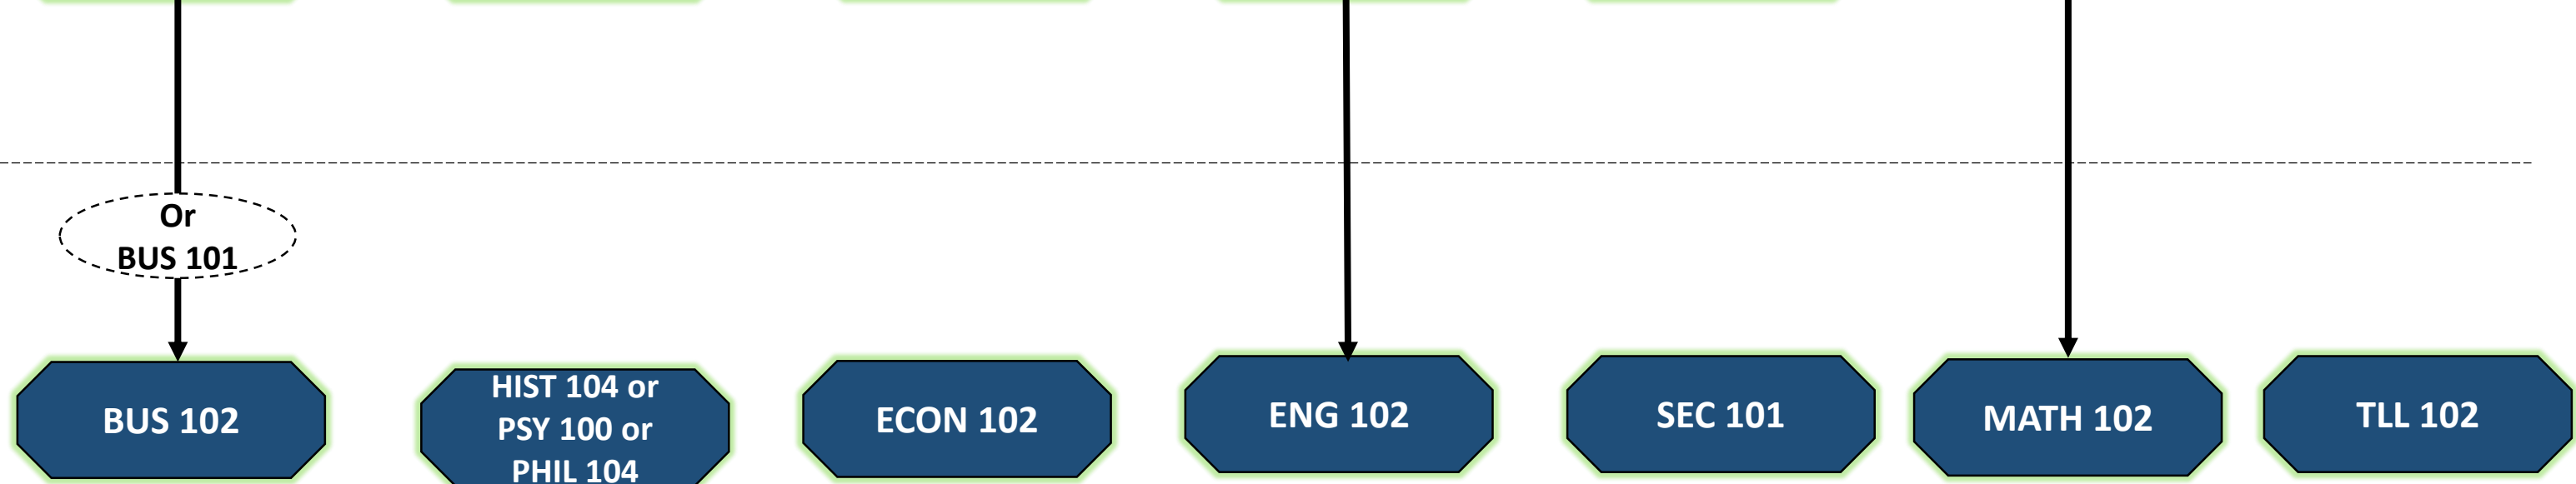 Or
BUS 101
BUS 102
HIST 104 or
PSY 100 or
PHIL 104
ECON 102
ENG 102
SEC 101
MATH 102
TLL 102